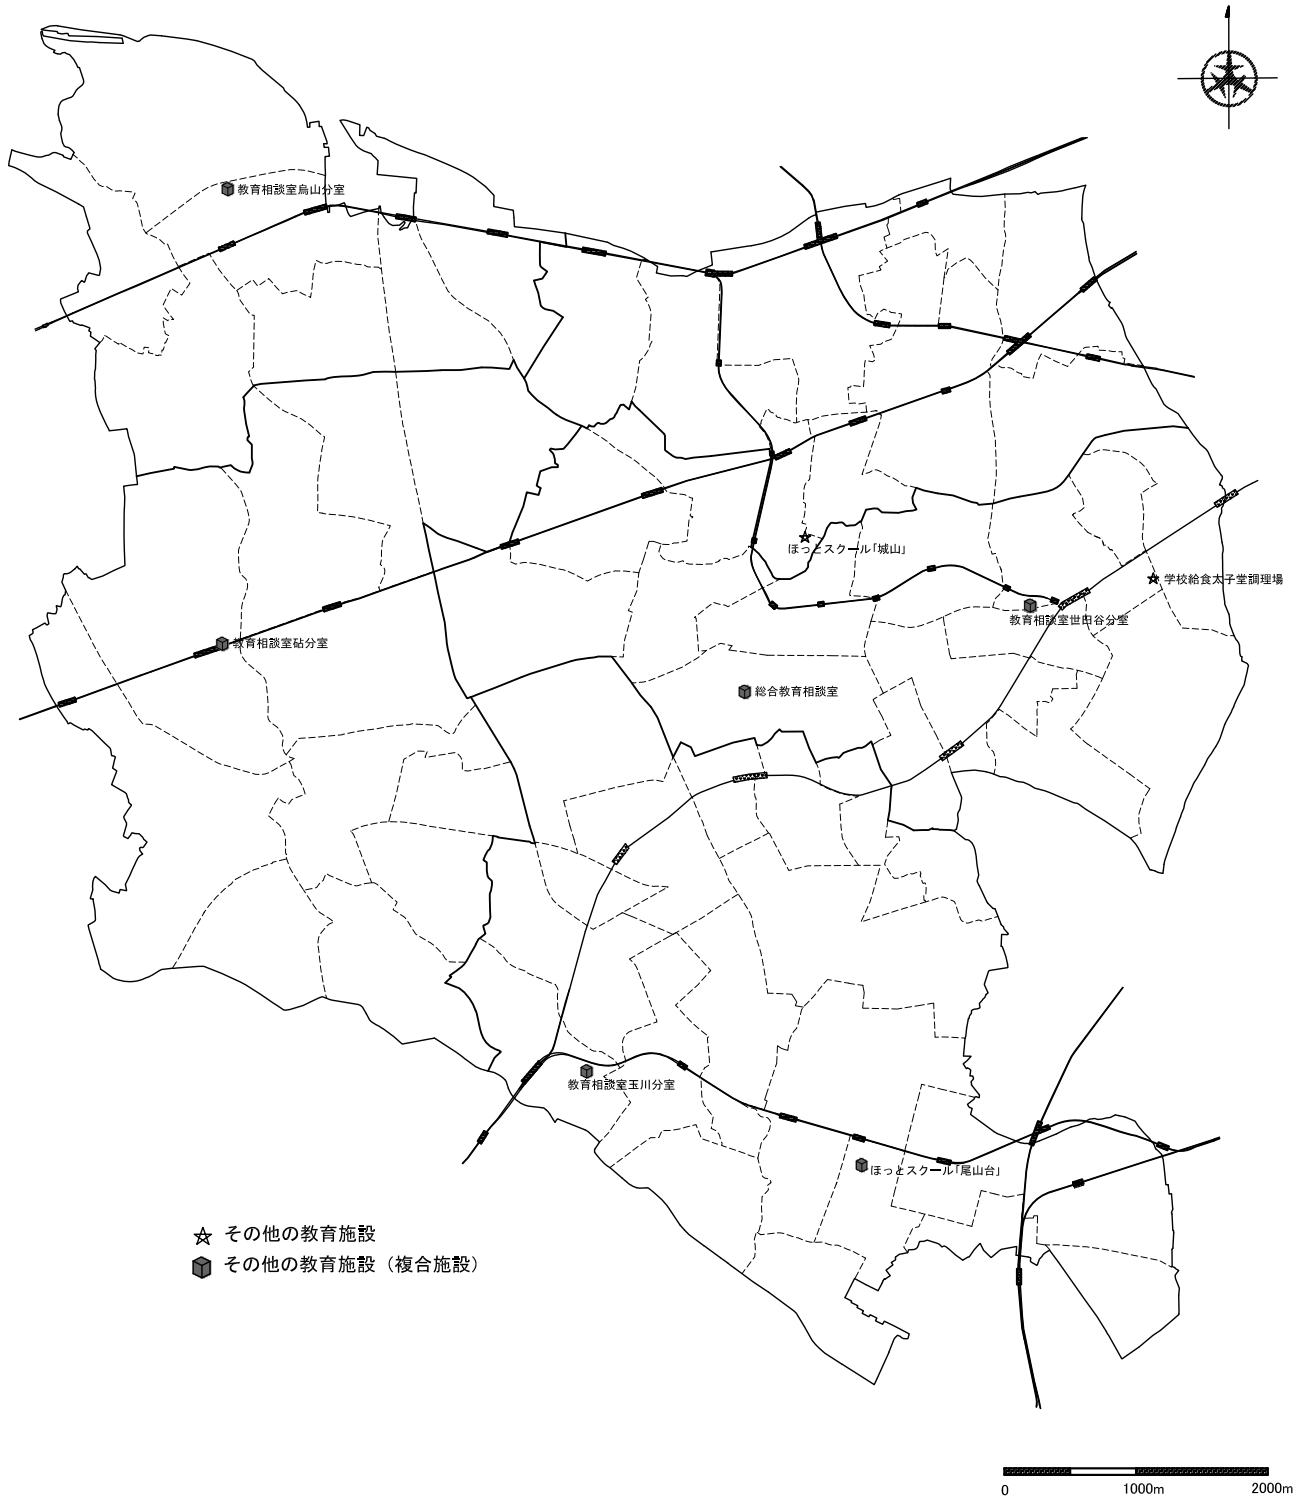 教育相談室烏山分室
ほっとスクール「城山」
学校給食太子堂調理場
教育相談室世田谷分室
教育相談室砧分室
総合教育相談室
教育相談室玉川分室
ほっとスクール「尾山台」
その他の教育施設
その他の教育施設（複合施設）
0 1000m 2000m